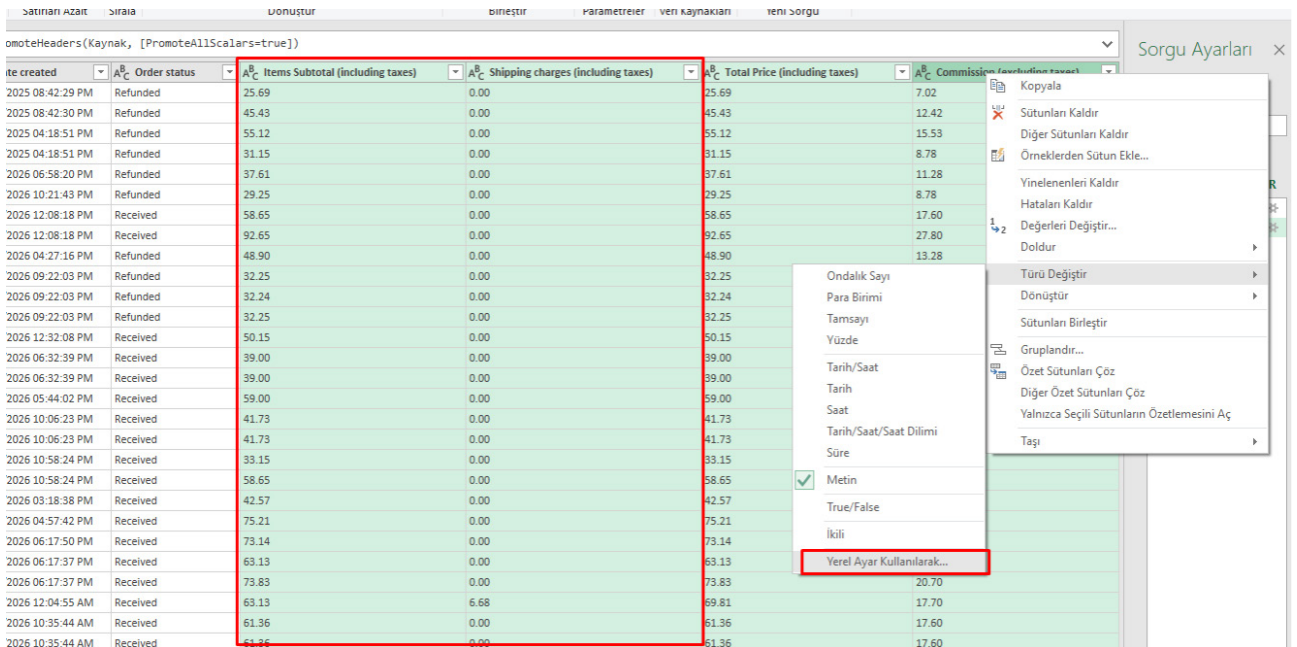 Satırları Azalt Sırala Dönüştür Birleştir Parametreler Veri Kaynakları Yeni Sorgu
omoteHeaders(Kaynak, [PromoteAllScalars=true])
Sorgu Ayarları
te created Order status Items Subtotal (including taxes) Shipping charges (including taxes) Total Price (including taxes) Commission (excluding taxes)
2025 08:42:29 PM Refunded 25.69 0.00 25.69 7.02
2025 08:42:30 PM Refunded 45.43 0.00 45.43 12.42
2025 04:18:51 PM Refunded 55.12 0.00 55.12 15.53
2025 04:18:51 PM Refunded 31.15 0.00 31.15 8.78
2026 06:58:20 PM Refunded 37.61 0.00 37.61 11.28
2026 10:21:43 PM Refunded 29.25 0.00 29.25 8.78
2026 12:08:18 PM Received 58.65 0.00 58.65 17.60
2026 12:08:18 PM Received 92.65 0.00 92.65 27.80
2026 04:27:16 PM Refunded 48.90 0.00 48.90 13.28
2026 09:22:03 PM Refunded 32.25 0.00 32.25
2026 09:22:03 PM Refunded 32.24 0.00 32.24
2026 09:22:03 PM Refunded 32.25 0.00 32.25
2026 12:32:08 PM Received 50.15 0.00 50.15
2026 06:32:39 PM Received 39.00 0.00 39.00
2026 06:32:39 PM Received 39.00 0.00 39.00
2026 05:44:02 PM Received 59.00 0.00 59.00
2026 10:06:23 PM Received 41.73 0.00 41.73
2026 10:06:23 PM Received 41.73 0.00 41.73
2026 10:58:24 PM Received 33.15 0.00 33.15
2026 10:58:24 PM Received 58.65 0.00 58.65
2026 03:18:38 PM Received 42.57 0.00 42.57
2026 04:57:42 PM Received 75.21 0.00 75.21
2026 06:17:50 PM Received 73.14 0.00 73.14
2026 06:17:37 PM Received 63.13 0.00 63.13
2026 06:17:37 PM Received 73.83 0.00 73.83 20.70
2026 12:04:55 AM Received 63.13 6.68 69.81 17.70
2026 10:35:44 AM Received 61.36 0.00 61.36 17.60
2026 10:35:44 AM Received 61.36 0.00 61.36 17.60
Kopyala
Sütunları Kaldır
Diğer Sütunları Kaldır
Örneklerden Sütun Ekle...
Yinelenenleri Kaldır
Hataları Kaldır
Değerleri Değiştir...
Doldur
Türü Değiştir
Dönüştür
Sütunları Birleştir
Gruplandır...
Özet Sütunları Çöz
Diğer Özet Sütunları Çöz
Yalnızca Seçili Sütunların Özetlemesini Aç
Taşı
Ondalık Sayı
Para Birimi
Tamsayı
Yüzde
Tarih/Saat
Tarih
Saat
Tarih/Saat/Saat Dilimi
Süre
Metin
True/False
İkili
Yerel Ayar Kullanılarak...
R